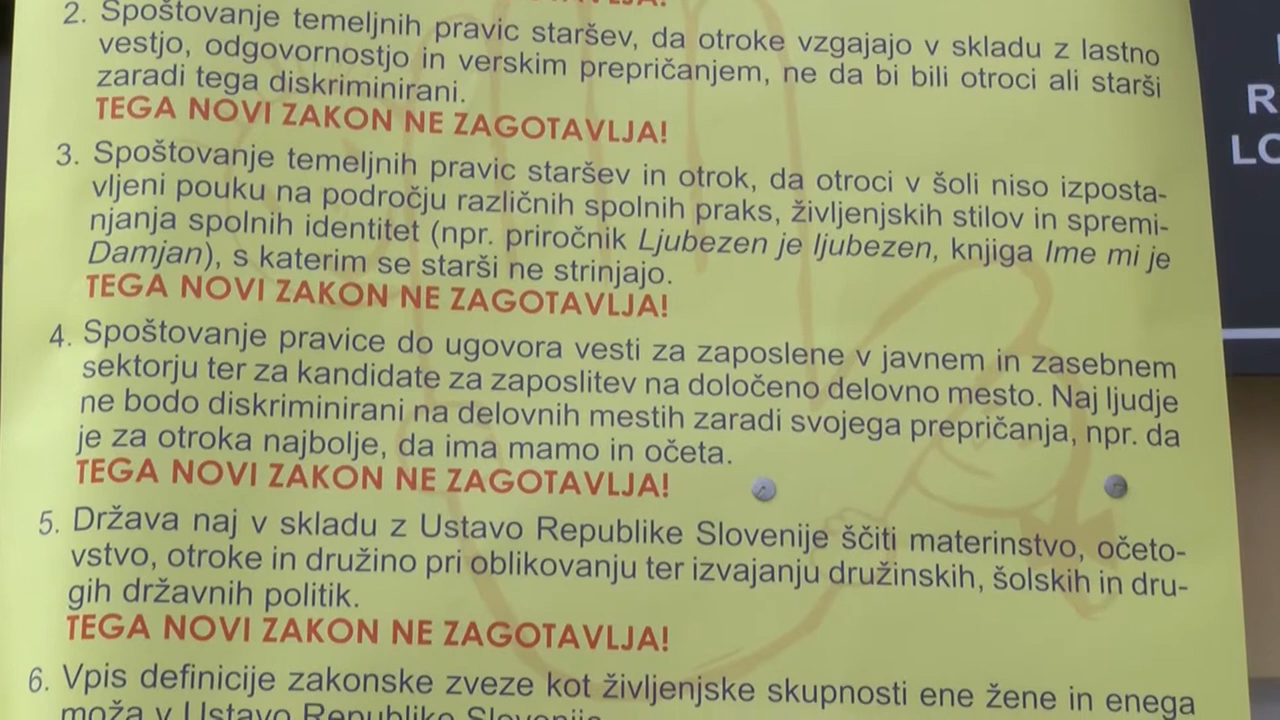 2. Spoštovanje temeljnih pravic staršev, da otroke vzgajajo v skladu z lastno
vestjo, odgovornostjo in verskim prepričanjem, ne da bi bili otroci ali starši
zaradi tega diskriminirani.
TEGA NOVI ZAKON NE ZAGOTAVLJA!
3. Spoštovanje temeljnih pravic staršev in otrok, da otroci v šoli niso izposta-
vljeni pouku na področju različnih spolnih praks, življenjskih stilov in spremi-
njanja spolnih identitet (npr. priročnik Ljubezen je ljubezen, knjiga Ime mi je
Damjan), s katerim se starši ne strinjajo.
TEGA NOVI ZAKON NE ZAGOTAVLJA!
4. Spoštovanje pravice do ugovora vesti za zaposlene v javnem in zasebnem
sektorju ter za kandidate za zaposlitev na določeno delovno mesto. Naj ljudje
ne bodo diskriminirani na delovnih mestih zaradi svojega prepričanja, npr. da
je za otroka najbolje, da ima mamo in očeta.
TEGA NOVI ZAKON NE ZAGOTAVLJA!
5. Država naj v skladu z Ustavo Republike Slovenije ščiti materinstvo, očeto-
vstvo, otroke in družino pri oblikovanju ter izvajanju družinskih, šolskih in dru-
gih državnih politik.
TEGA NOVI ZAKON NE ZAGOTAVLJA!
6. Vpis definicije zakonske zveze kot življenjske skupnosti ene žene in enega
moža v Ustavo Republiko Slovenijo
R
LO